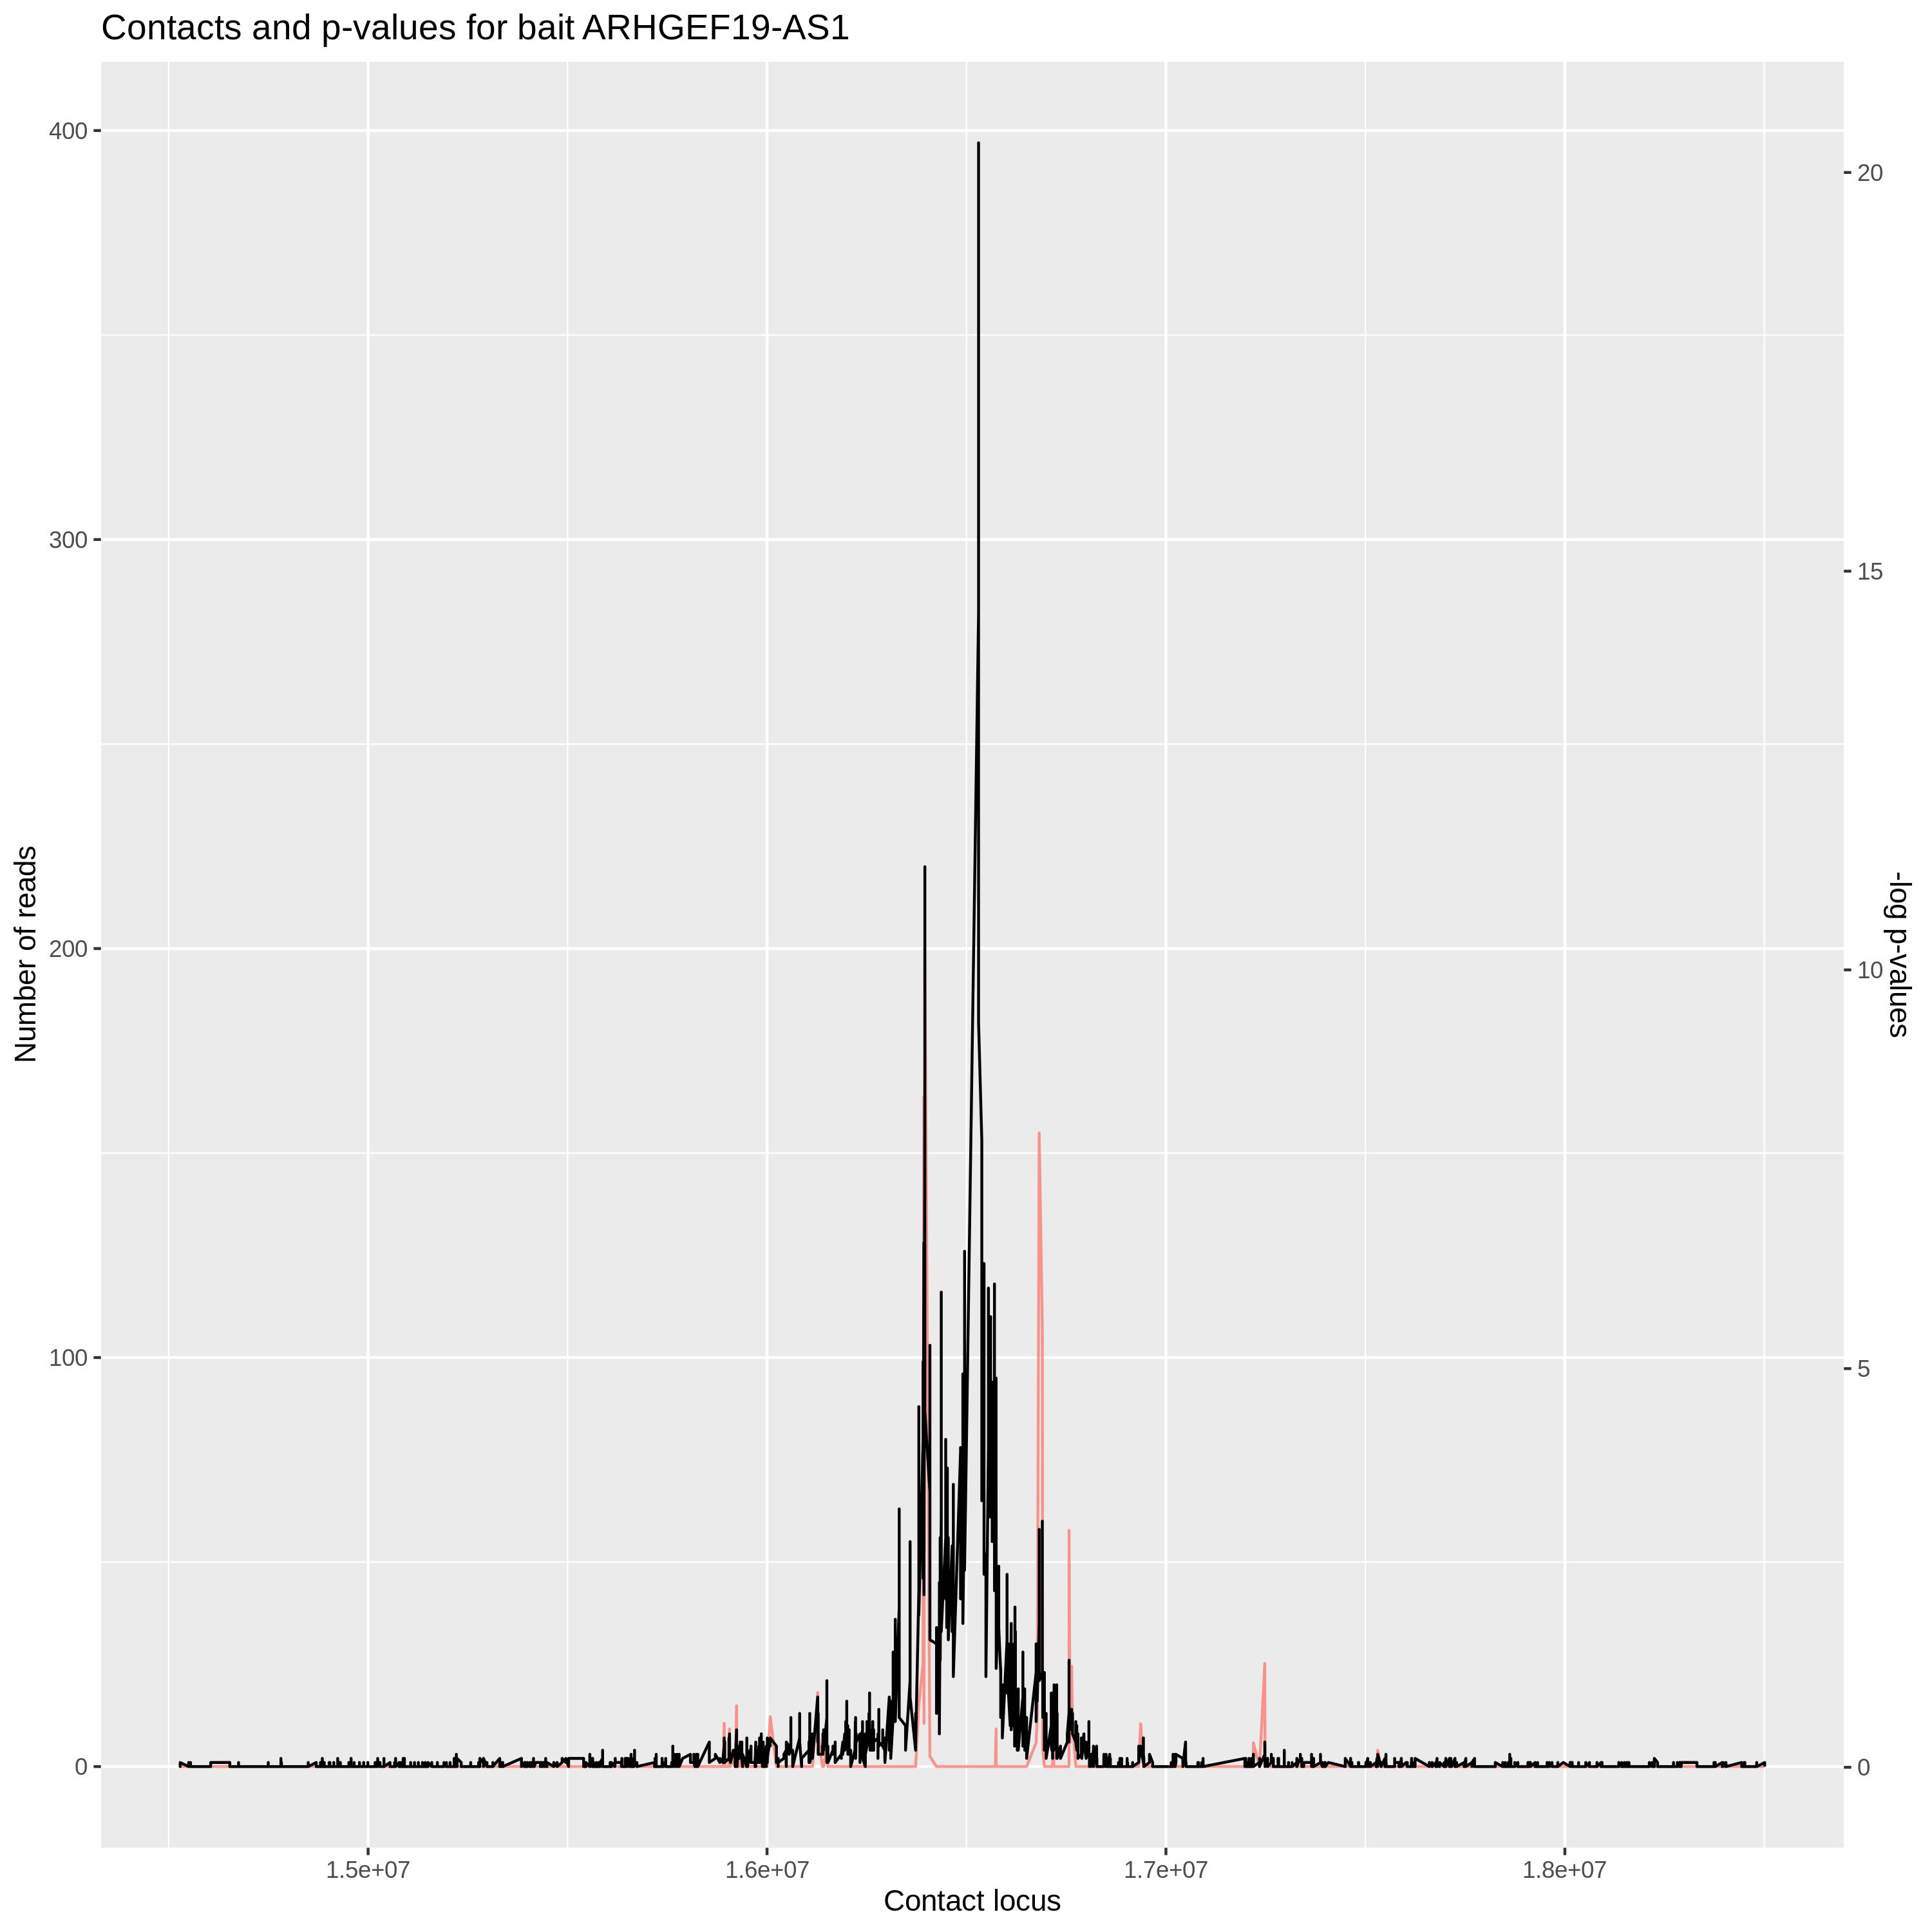 Contacts and p-values for bait ARHGEF19-AS1
400
300
200
100
0
Number of reads
20
15
10
5
0
-log p-values
1.5e+07
1.6e+07
1.7e+07
1.8e+07
Contact locus